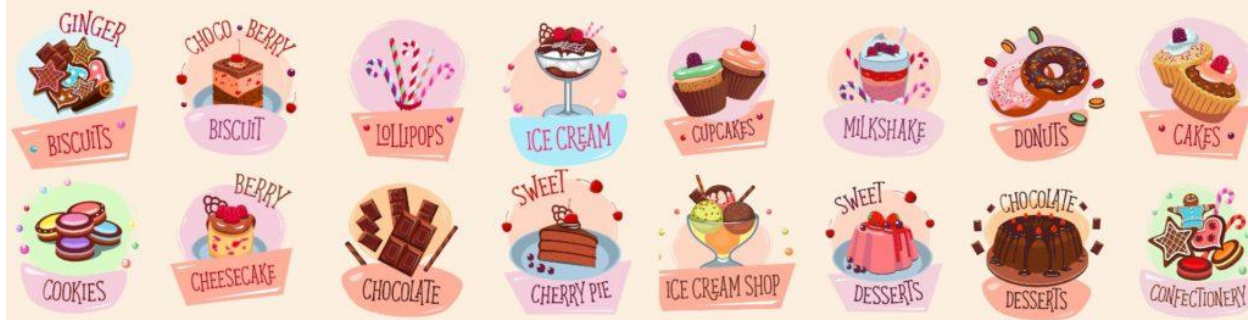 GINGER
BISCUITS
CHOCO • BERRY
BISCUIT
LOLLIPOPS
ICE CREAM
CUPCAKES
MILKSHAKE
DONUTS
CAKES
COOKIES
BERRY
CHEESECAKE
CHOCOLATE
SWEET
CHERRY PIE
ICE CREAM SHOP
SWEET
DESSERTS
CHOCOLATE
DESSERTS
CONFECTIONERY